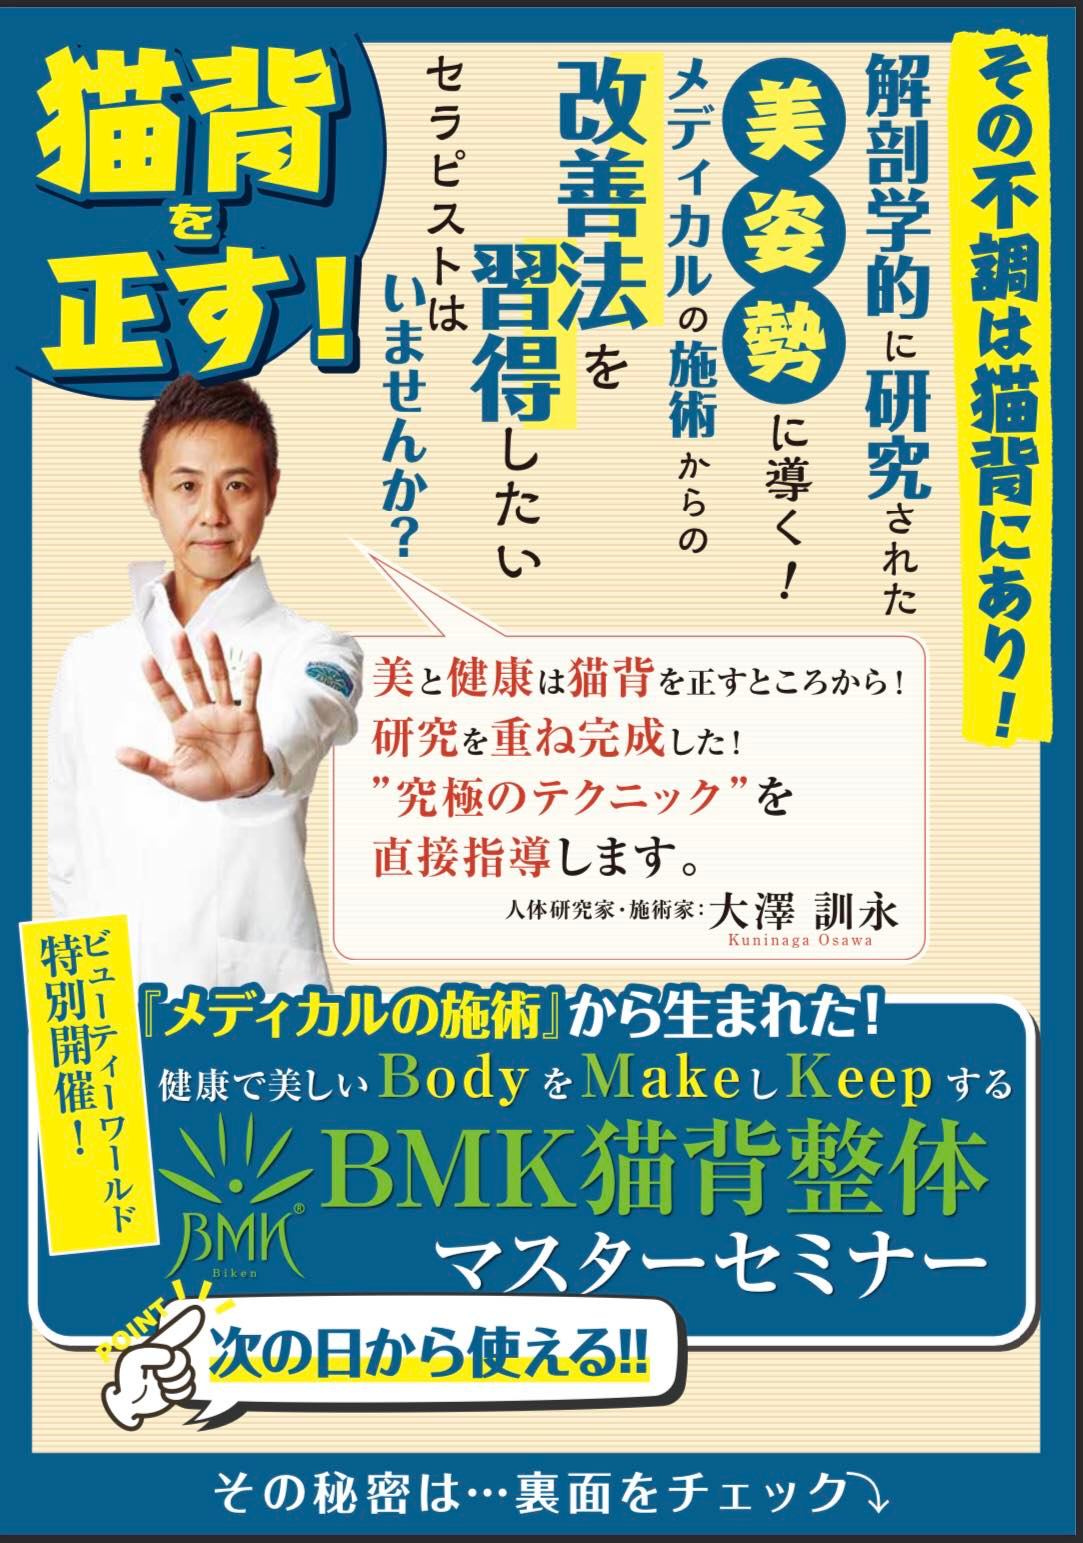 その不調は猫背にあり!
解剖学的に研究された
美姿勢に導く!
メディカルの施術からの
改善法を
習得したい
セラピストは
いませんか?
猫背
を
正す!
美と健康は猫背を正すところから!
研究を重ね完成した!
”究極のテクニック”を
直接指導します。
人体研究家・施術家:大澤 訓永
Kuninaga Osawa
ビューティーワールド
特別開催!
『メディカルの施術』から生まれた!
健康で美しいBodyをMakeしKeepする
BMK®
Biken
BMK猫背整体
マスターセミナー
POINT
次の日から使える!!
その秘密は…裏面をチェック